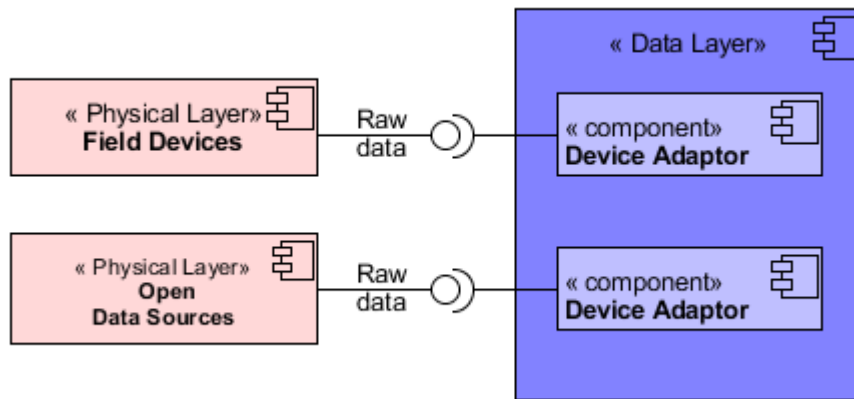 « Data Layer»
« Physical Layer»
Field Devices
Raw
data
« component»
Device Adaptor
« Physical Layer»
Open
Data Sources
Raw
data
« component»
Device Adaptor